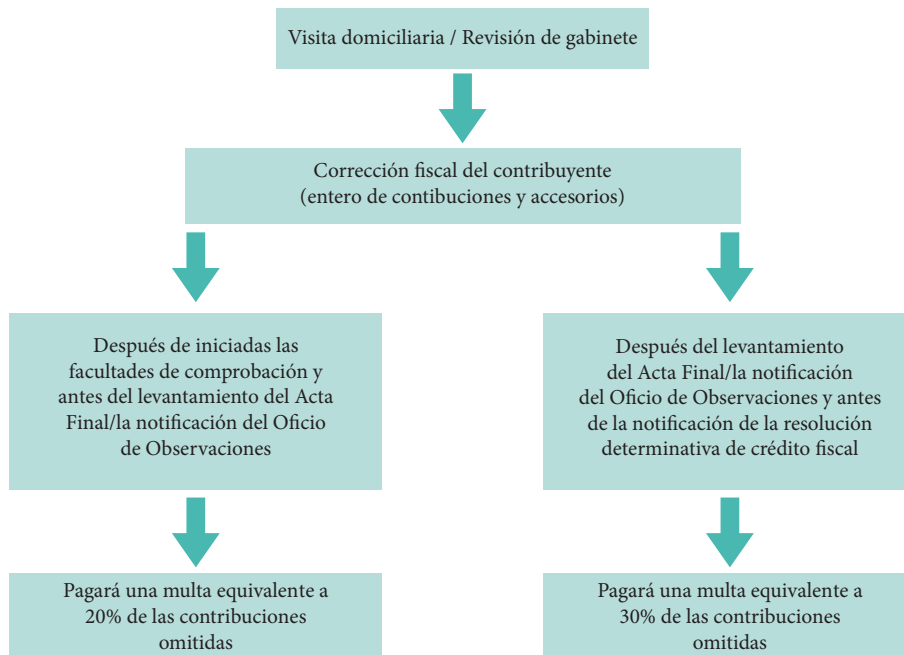 Visita domiciliaria / Revisión de gabinete
Corrección fiscal del contribuyente
(entero de contibuciones y accesorios)
Después de iniciadas las
facultades de comprobación y
antes del levantamiento del Acta
Final/la notificación del Oficio
de Observaciones
Después del levantamiento
del Acta Final/la notificación
del Oficio de Observaciones y antes
de la notificación de la resolución
determinativa de crédito fiscal
Pagará una multa equivalente a
20% de las contribuciones
omitidas
Pagará una multa equivalente a
30% de las contribuciones
omitidas